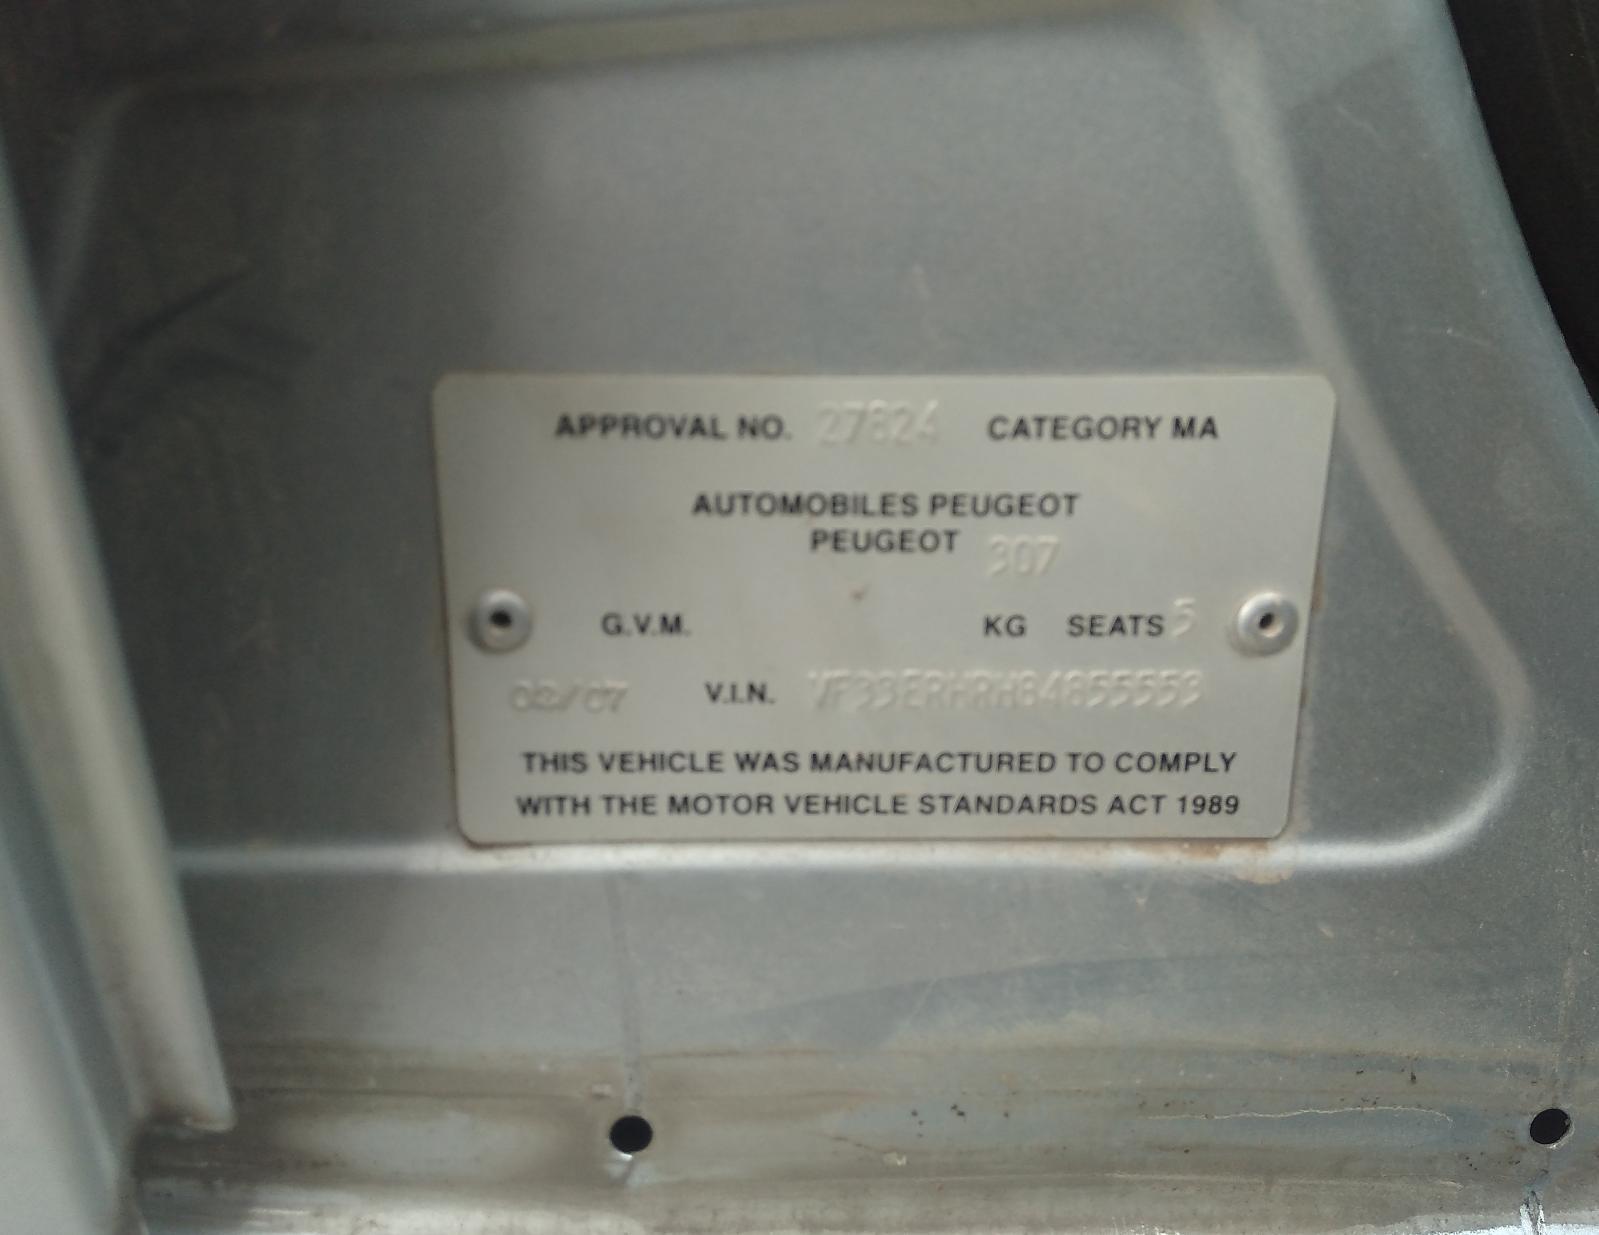 APPROVAL NO. 27824 CATEGORY MA
AUTOMOBILES PEUGEOT
PEUGEOT 307
G.V.M. KG SEATS 5
02/07 V.I.N. VF33ERHRH84855553
THIS VEHICLE WAS MANUFACTURED TO COMPLY
WITH THE MOTOR VEHICLE STANDARDS ACT 1989